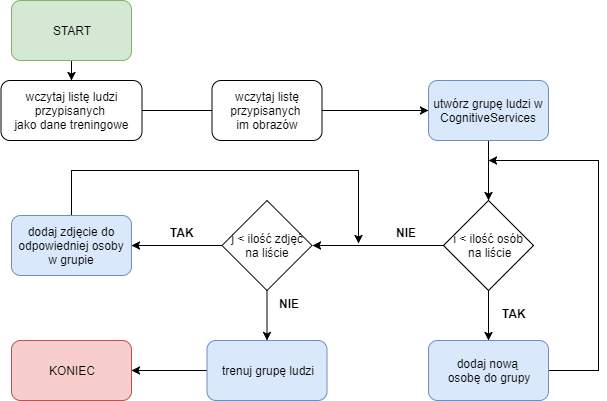 START
wczytaj listę ludzi
przypisanych
jako dane treningowe
wczytaj listę
przypisanych
im obrazów
utwórz grupę ludzi w
CognitiveServices
dodaj zdjęcie do
odpowiedniej osoby
w grupie
TAK
j < ilość zdjęć
na liście
NIE
i < ilość osób
na liście
NIE
TAK
KONIEC
trenuj grupę ludzi
dodaj nową
osobę do grupy